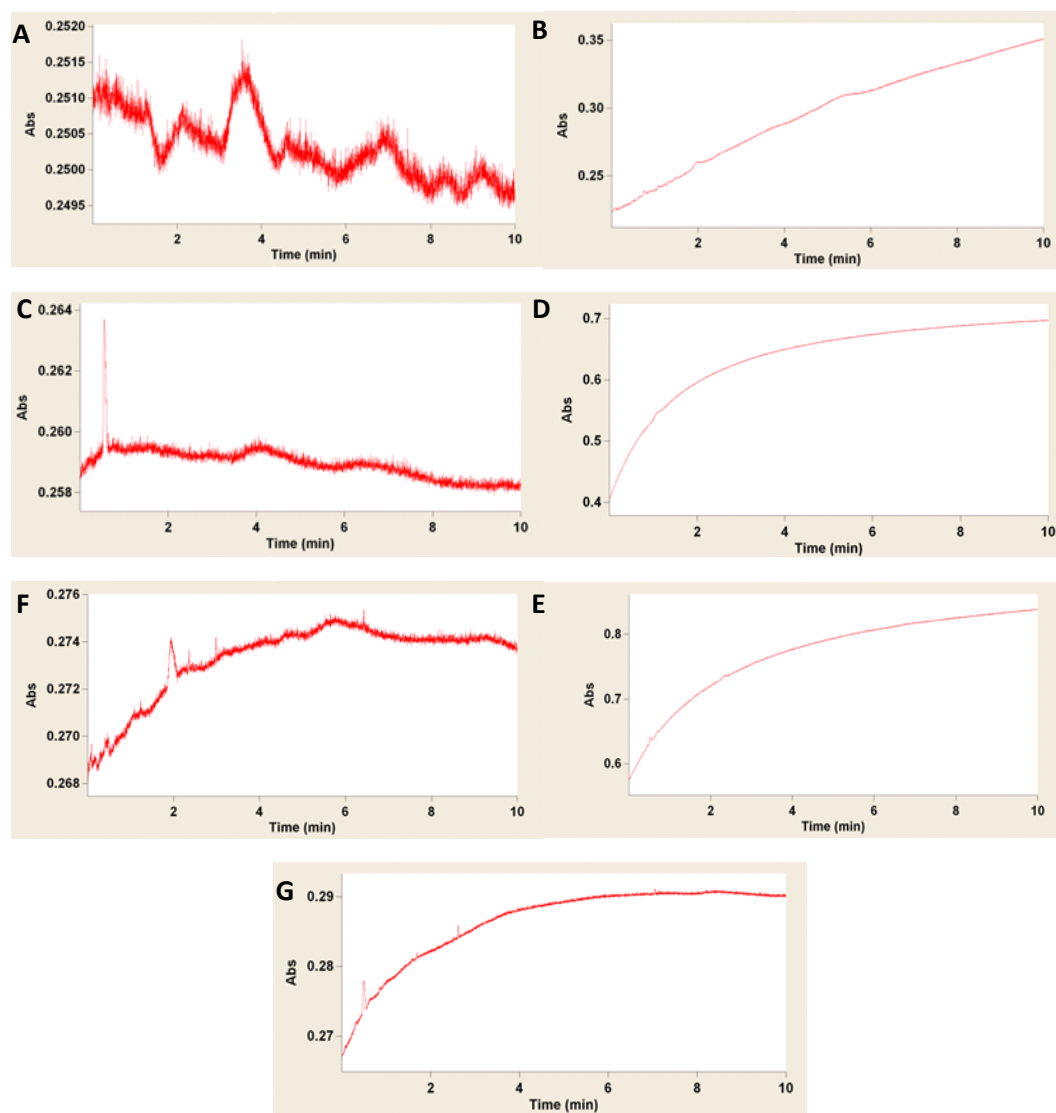 A
0.2520
0.2515
0.2510
0.2505
0.2500
0.2495
Abs
2 4 6 8 10
Time (min)
B
0.35
0.30
0.25
Abs
2 4 6 8 10
Time (min)
C
0.264
0.262
0.260
0.258
Abs
2 4 6 8 10
Time (min)
D
0.7
0.6
0.5
0.4
Abs
2 4 6 8 10
Time (min)
F
0.276
0.274
0.272
0.270
0.268
Abs
2 4 6 8 10
Time (min)
E
0.8
0.7
0.6
Abs
2 4 6 8 10
Time (min)
G
0.29
0.28
0.27
Abs
2 4 6 8 10
Time (min)